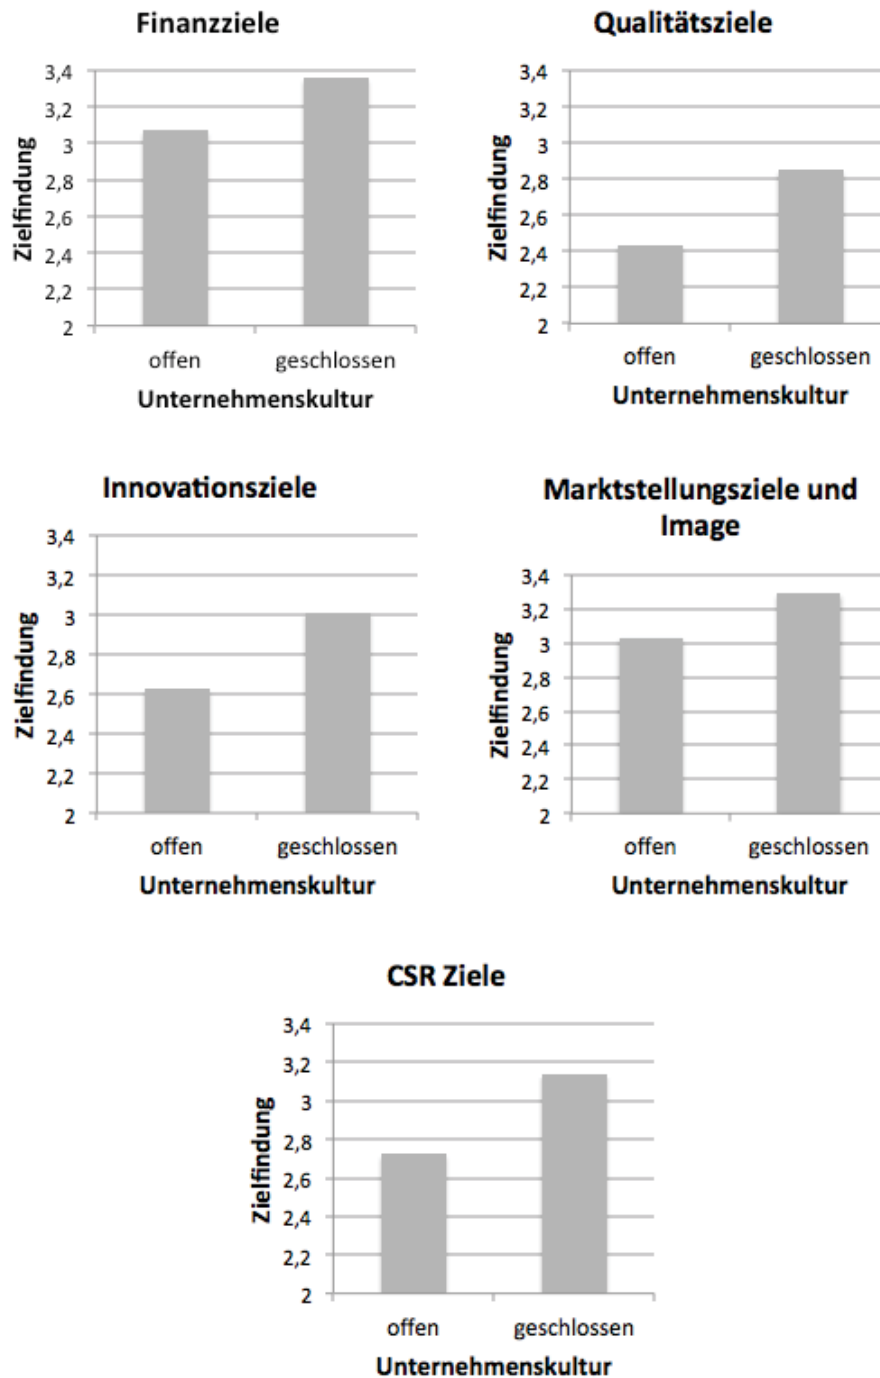 Finanzziele
3,4
3,2
3
2,8
2,6
2,4
2,2
2
Zielfindung
offen geschlossen
Unternehmenskultur
Qualitätsziele
3,4
3,2
3
2,8
2,6
2,4
2,2
2
Zielfindung
offen geschlossen
Unternehmenskultur
Innovationsziele
3,4
3,2
3
2,8
2,6
2,4
2,2
2
Zielfindung
offen geschlossen
Unternehmenskultur
Marktstellungsziele und
Image
3,4
3,2
3
2,8
2,6
2,4
2,2
2
Zielfindung
offen geschlossen
Unternehmenskultur
CSR Ziele
3,4
3,2
3
2,8
2,6
2,4
2,2
2
Zielfindung
offen geschlossen
Unternehmenskultur